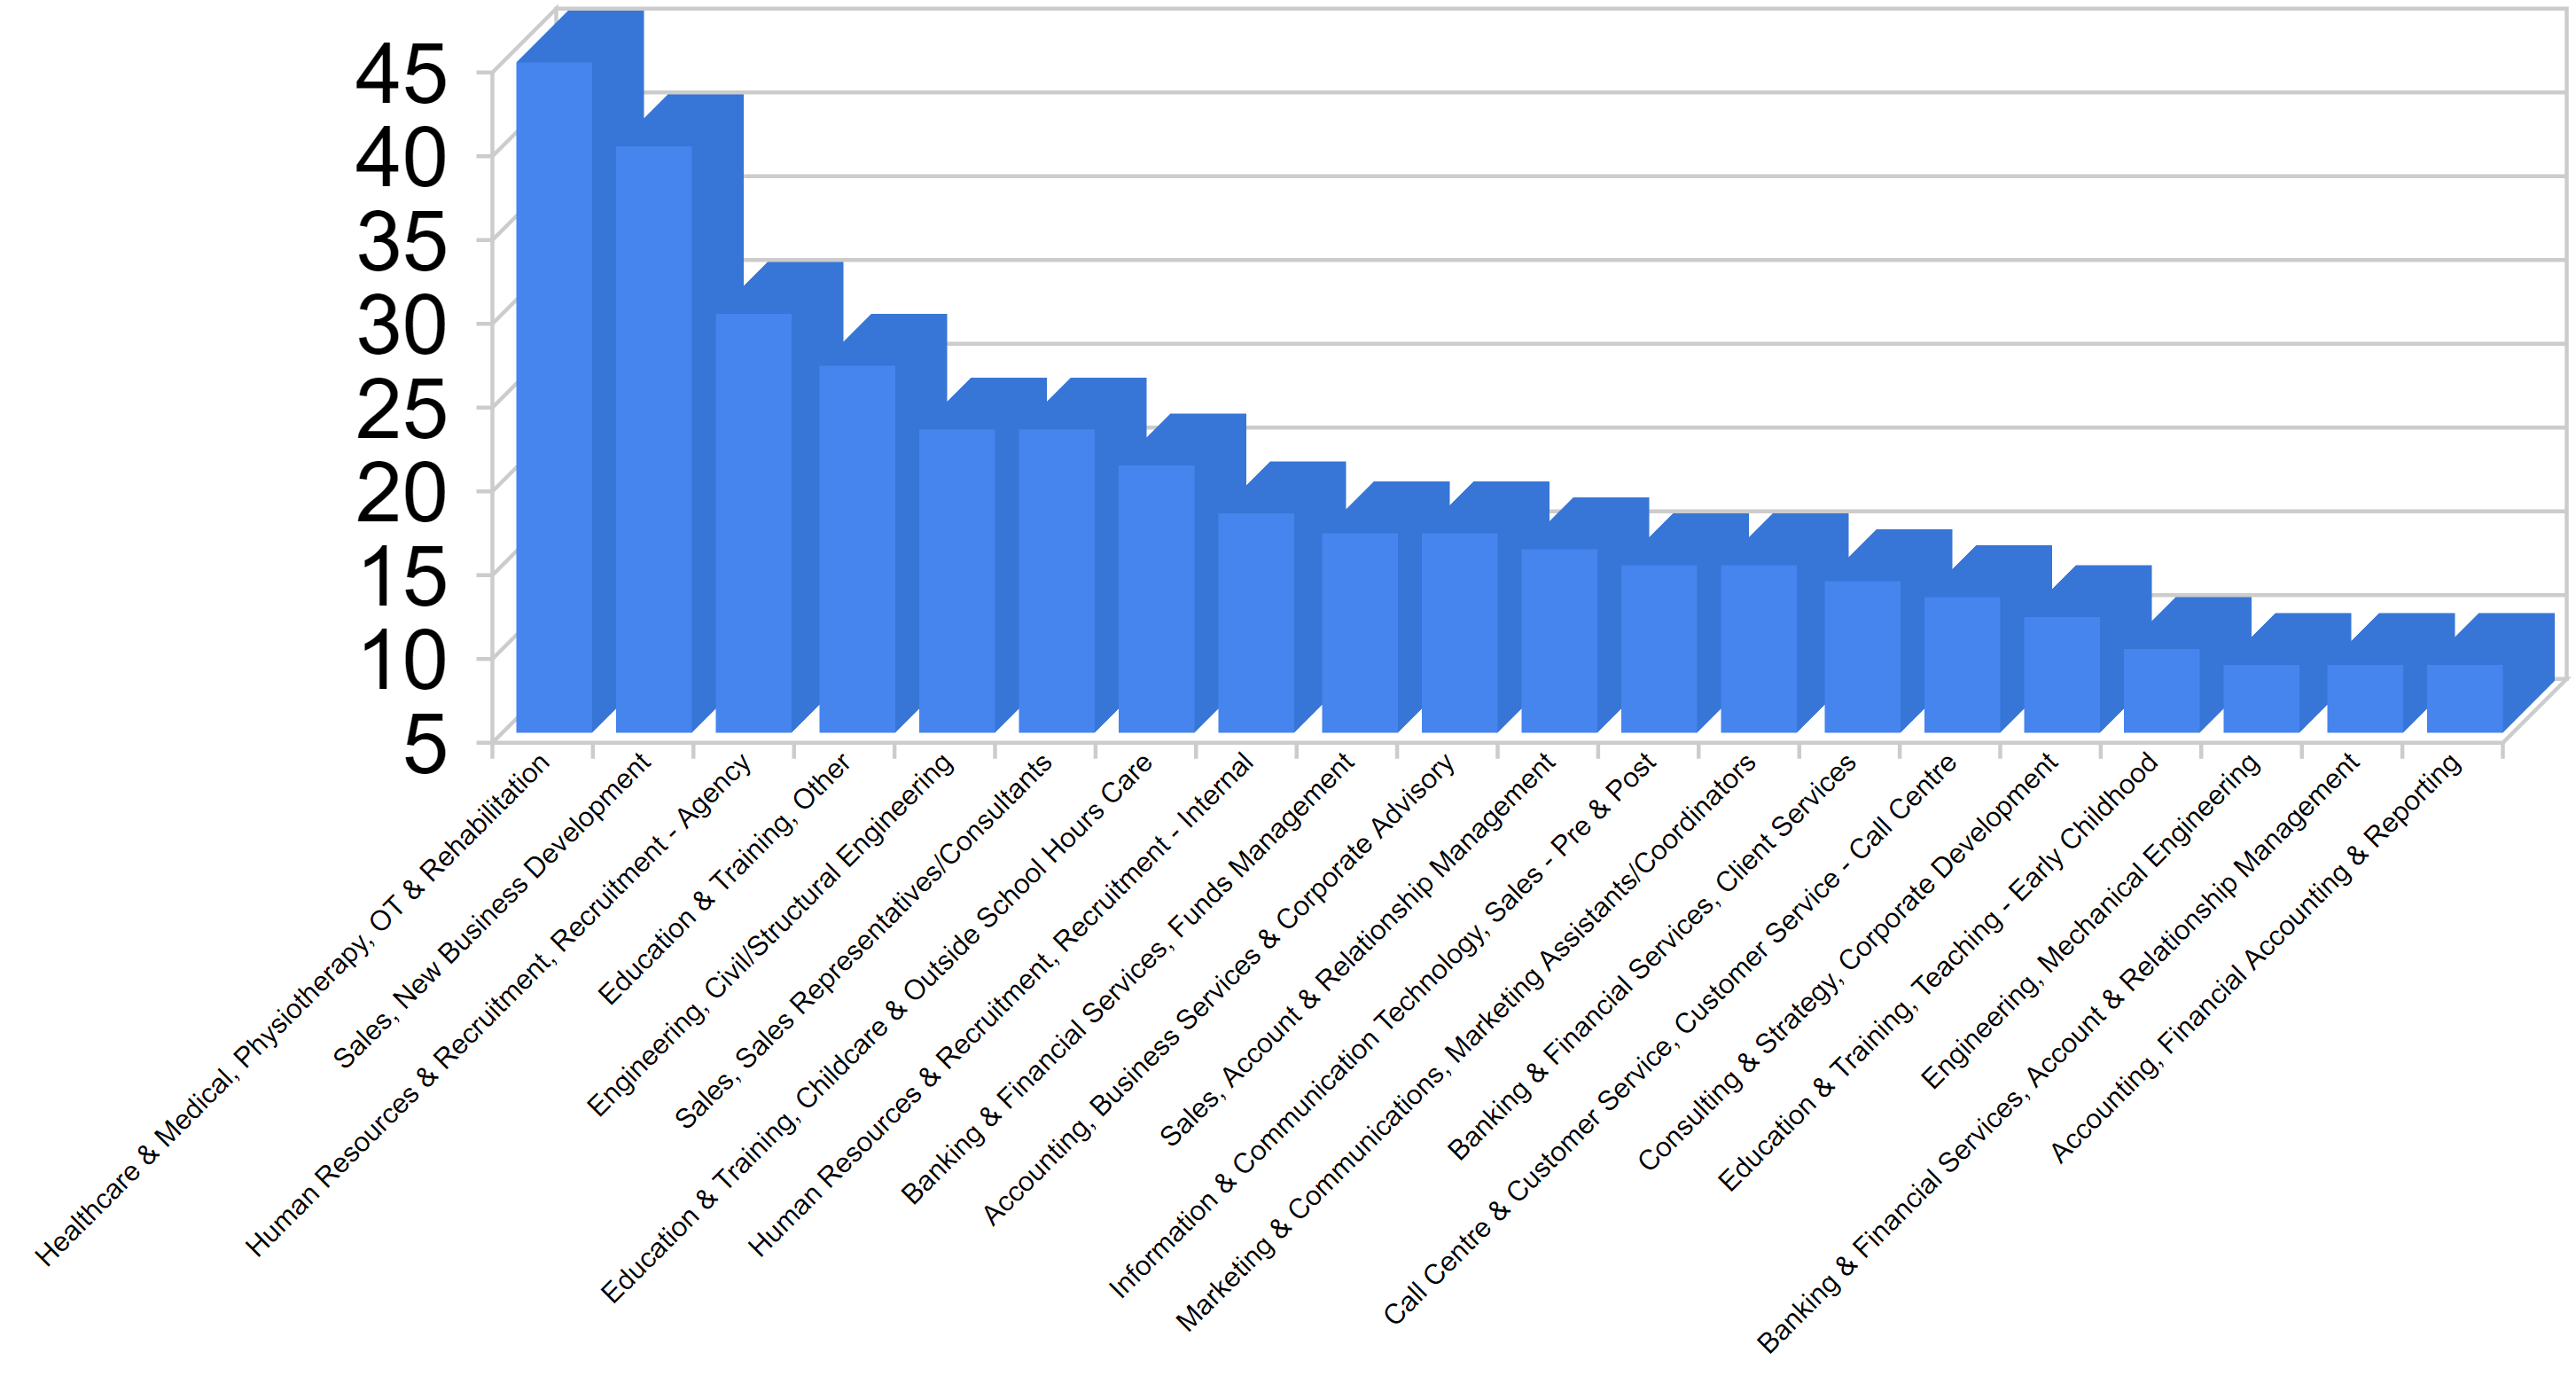 45
40
35
30
25
20
15
10
5
Healthcare & Medical, Physiotherapy, OT & Rehabilitation
Sales, New Business Development
Human Resources & Recruitment, Recruitment - Agency
Education & Training, Other
Engineering, Civil/Structural Engineering
Sales, Sales Representatives/Consultants
Education & Training, Childcare & Outside School Hours Care
Human Resources & Recruitment, Recruitment - Internal
Banking & Financial Services, Funds Management
Accounting, Business Services & Corporate Advisory
Sales, Account & Relationship Management
Information & Communication Technology, Sales - Pre & Post
Marketing & Communications, Marketing Assistants/Coordinators
Banking & Financial Services, Client Services
Call Centre & Customer Service, Customer Service - Call Centre
Consulting & Strategy, Corporate Development
Education & Training, Teaching - Early Childhood
Engineering, Mechanical Engineering
Banking & Financial Services, Account & Relationship Management
Accounting, Financial Accounting & Reporting